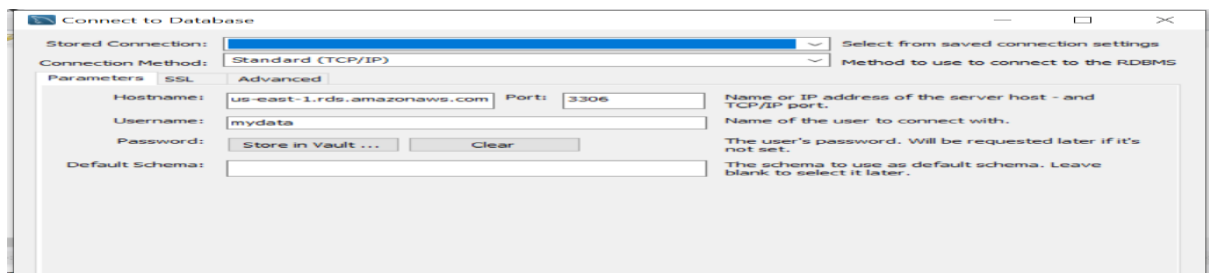 Connect to Database
Stored Connection: Select from saved connection settings
Connection Method: Standard (TCP/IP) Method to use to connect to the RDBMS
Parameters SSL Advanced
Hostname: us-east-1.rds.amazonaws.com Port: 3306 Name or IP address of the server host - and
TCP/IP port.
Username: mydata Name of the user to connect with.
Password: Store in Vault ... Clear The user's password. Will be requested later if it's
not set.
Default Schema: The schema to use as default schema. Leave
blank to select it later.